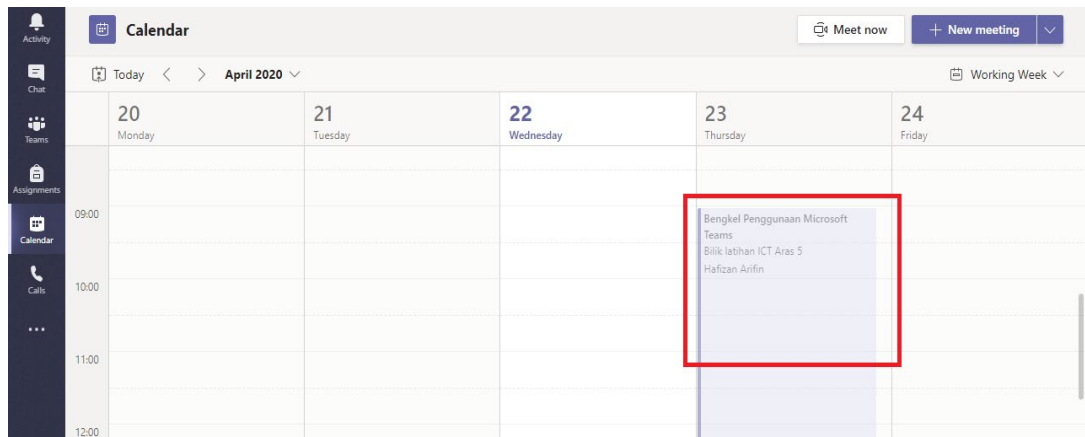 Activity
Chat
Teams
Assignments
Calendar
Calls
Calendar
Meet now
New meeting
Today
April 2020
Working Week
20
Monday
21
Tuesday
22
Wednesday
23
Thursday
24
Friday
09:00
10:00
11:00
12:00
Bengkel Penggunaan Microsoft
Teams
Bilik latihan ICT Aras 5
Hafizan Arifin